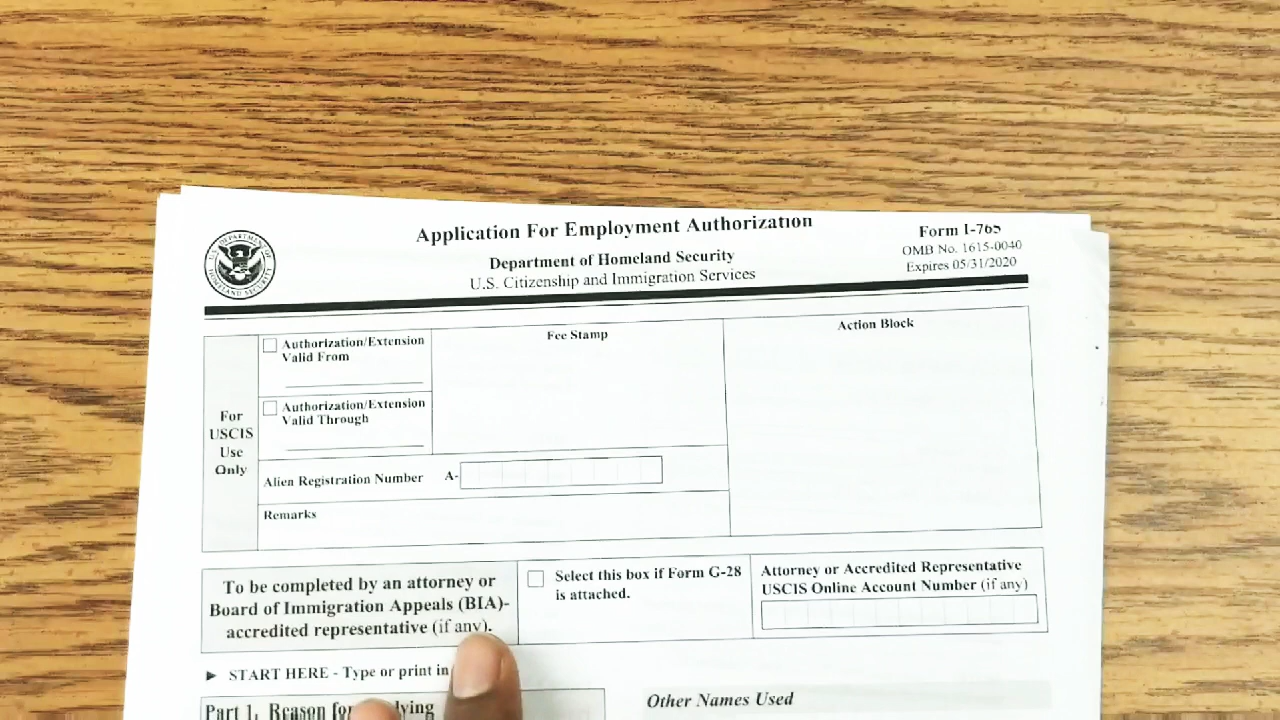 Application For Employment Authorization
Department of Homeland Security
U.S. Citizenship and Immigration Services
Form I-765
OMB No. 1615-0040
Expires 05/31/2020
U.S. DEPARTMENT OF
HOMELAND SECURITY
For
USCIS
Use
Only
Authorization/Extension
Valid From
Authorization/Extension
Valid Through
Fee Stamp
Action Block
Alien Registration Number A-
Remarks
To be completed by an attorney or
Board of Immigration Appeals (BIA)-
accredited representative (if any).
Select this box if Form G-28
is attached.
Attorney or Accredited Representative
USCIS Online Account Number (if any)
► START HERE - Type or print in
Part 1. Reason for
Other Names Used